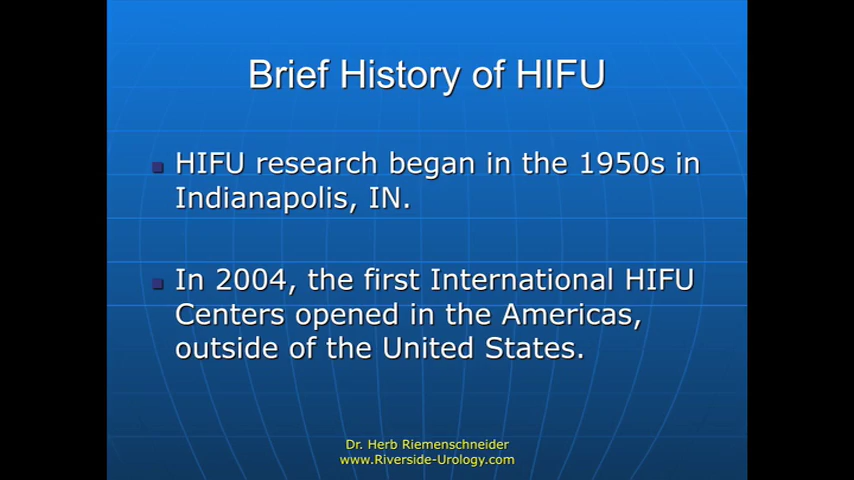 Brief History of HIFU
HIFU research began in the 1950s in
Indianapolis, IN.
In 2004, the first International HIFU
Centers opened in the Americas,
outside of the United States.
Dr. Herb Riemenschneider
www.Riverside-Urology.com